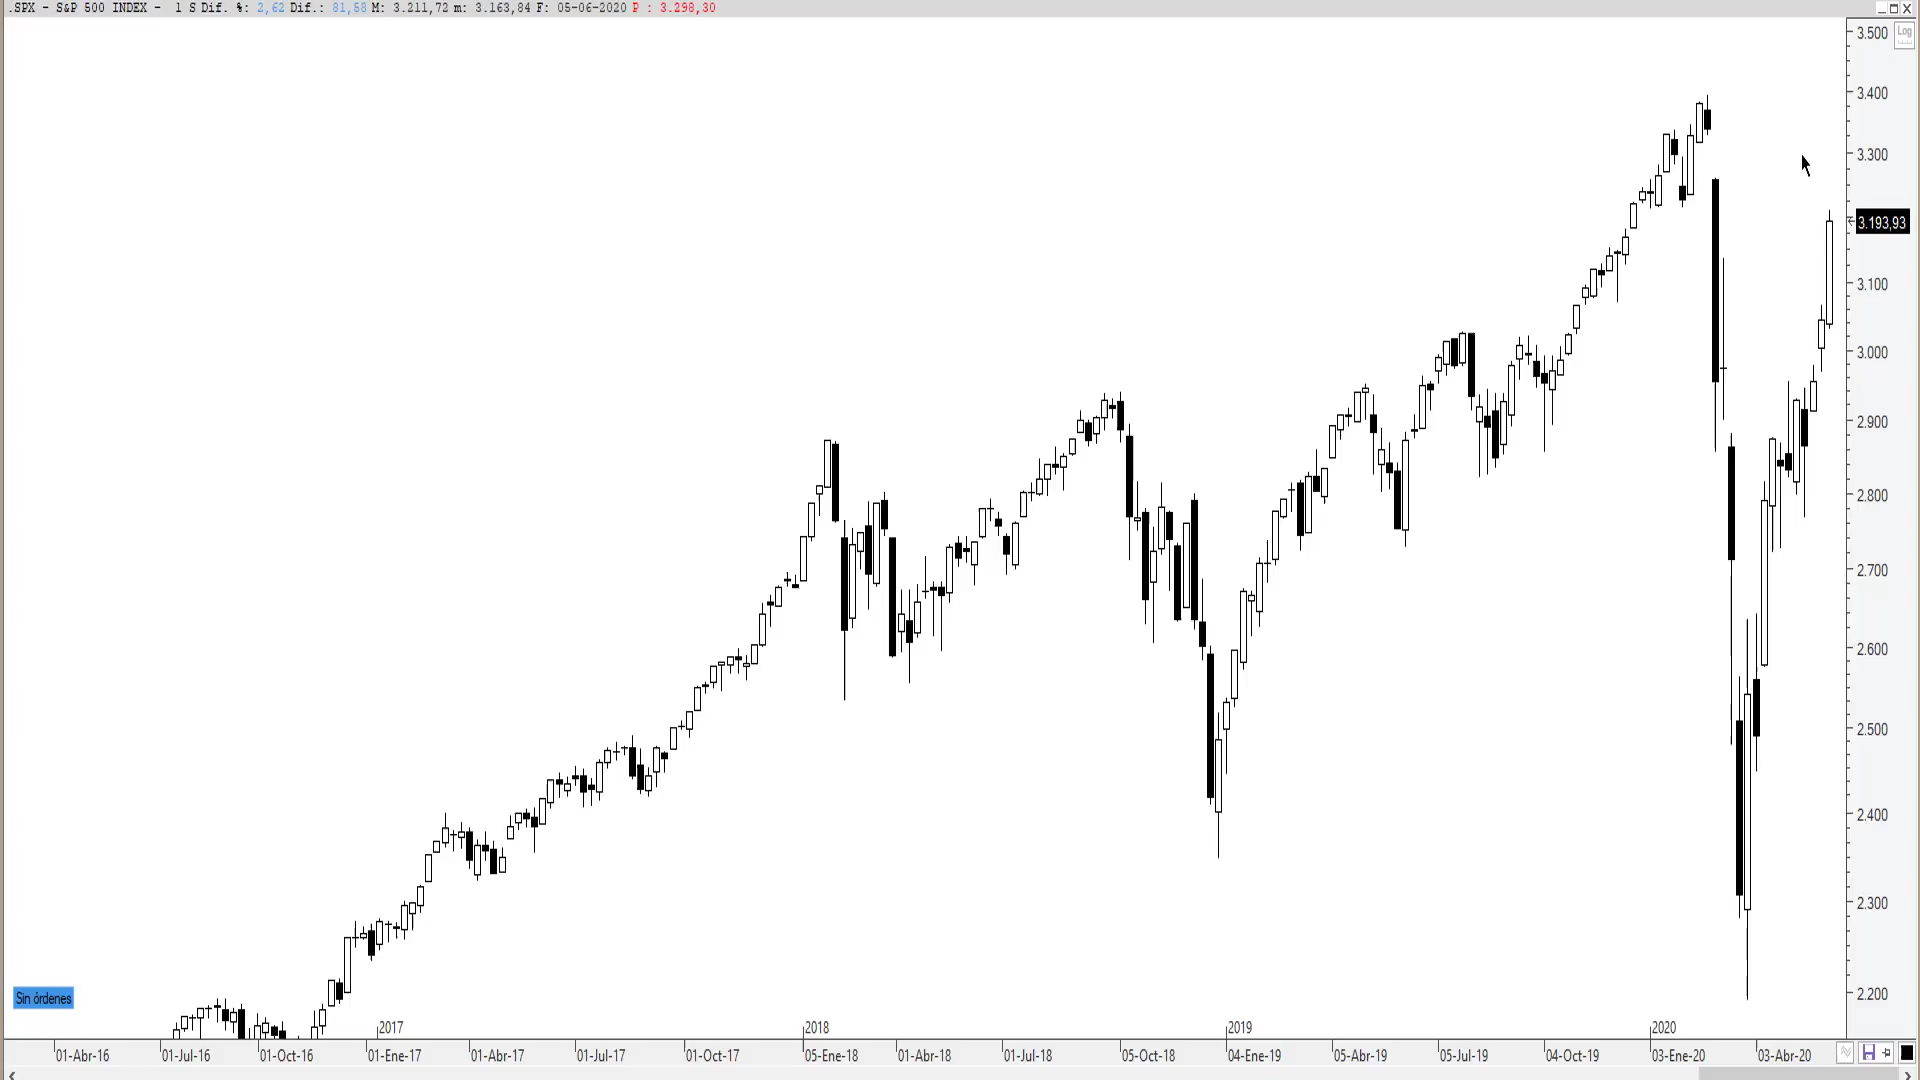 .SPX - S&P 500 INDEX - 1 S Dif. %: 2,62 Dif.: 81,58 M: 3.211,72 m: 3.163,84 F: 05-06-2020 P : 3.298,30
Log
3.500
3.400
3.300
3.193,93
3.100
3.000
2.900
2.800
2.700
2.600
2.500
2.400
2.300
2.200
Sin órdenes
2017
2018
2019
2020
01-Abr-16
01-Jul-16
01-Oct-16
01-Ene-17
01-Abr-17
01-Jul-17
01-Oct-17
05-Ene-18
01-Abr-18
01-Jul-18
05-Oct-18
04-Ene-19
05-Abr-19
05-Jul-19
04-Oct-19
03-Ene-20
03-Abr-20